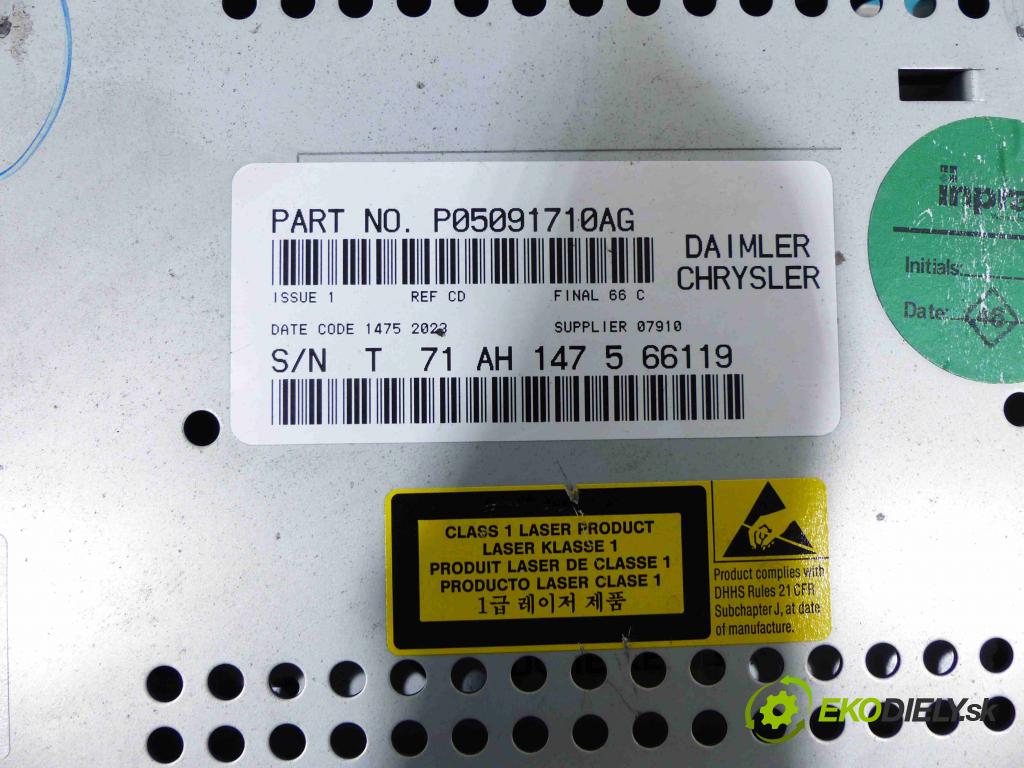 PART NO. P05091710AG
DAIMLER
CHRYSLER
ISSUE 1 REF CD FINAL 66 C
DATE CODE 1475 2023 SUPPLIER 07910
S/N T 71 AH 147 5 66119
Initials:
Date: 46
CLASS 1 LASER PRODUCT
LASER KLASSE 1
PRODUIT LASER DE CLASSE 1
PRODUCTO LASER CLASE 1
1급 레이저 제품
Product complies with
DHHS Rules 21 CFR
Subchapter J, at date
of manufacture.
EKODIELY.sk